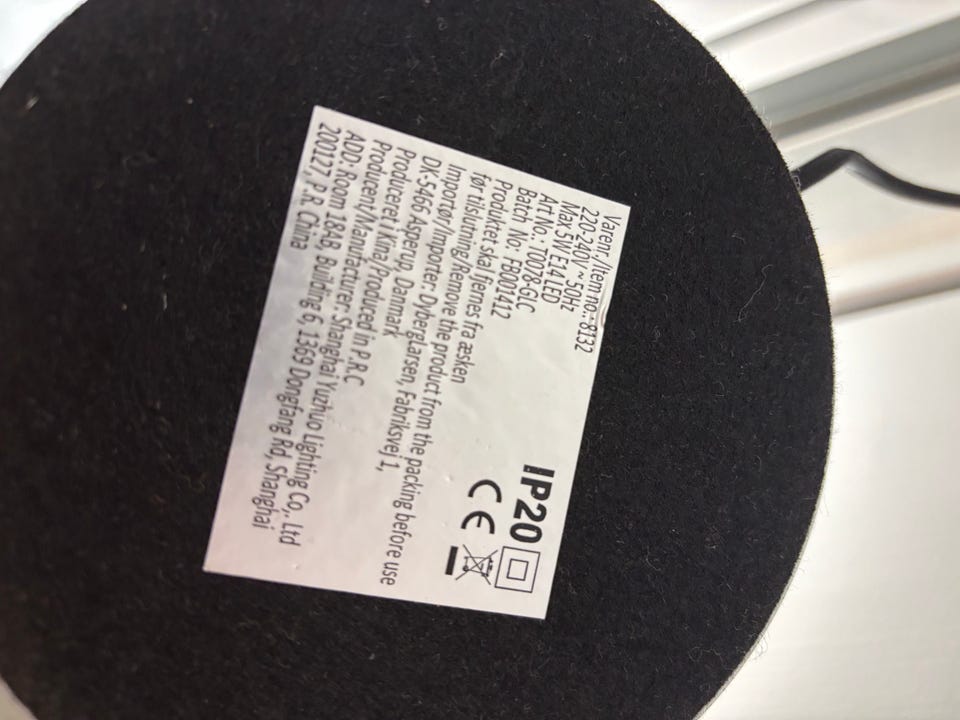 Varenr./Item no.: 8132
220-240V ~ 50Hz
Max.5W E14 LED
Art No.: T0078-GLC
Batch No: PB001412
Produktet skal fjernes fra æsken
før tilslutning/Remove the product from the packing before use
Importør/Importer: DybergLarsen, Fabriksvej 1,
DK-5466 Asperup, Danmark
Produceret i Kina/Produced in P.R.C
Producent/Manufacturer: Shanghai Yuzhuo Lighting Co,. Ltd
ADD: Room 184B, Building 6, 1369 Dongfang Rd, Shanghai
200127, P.R. China
IP20
CE